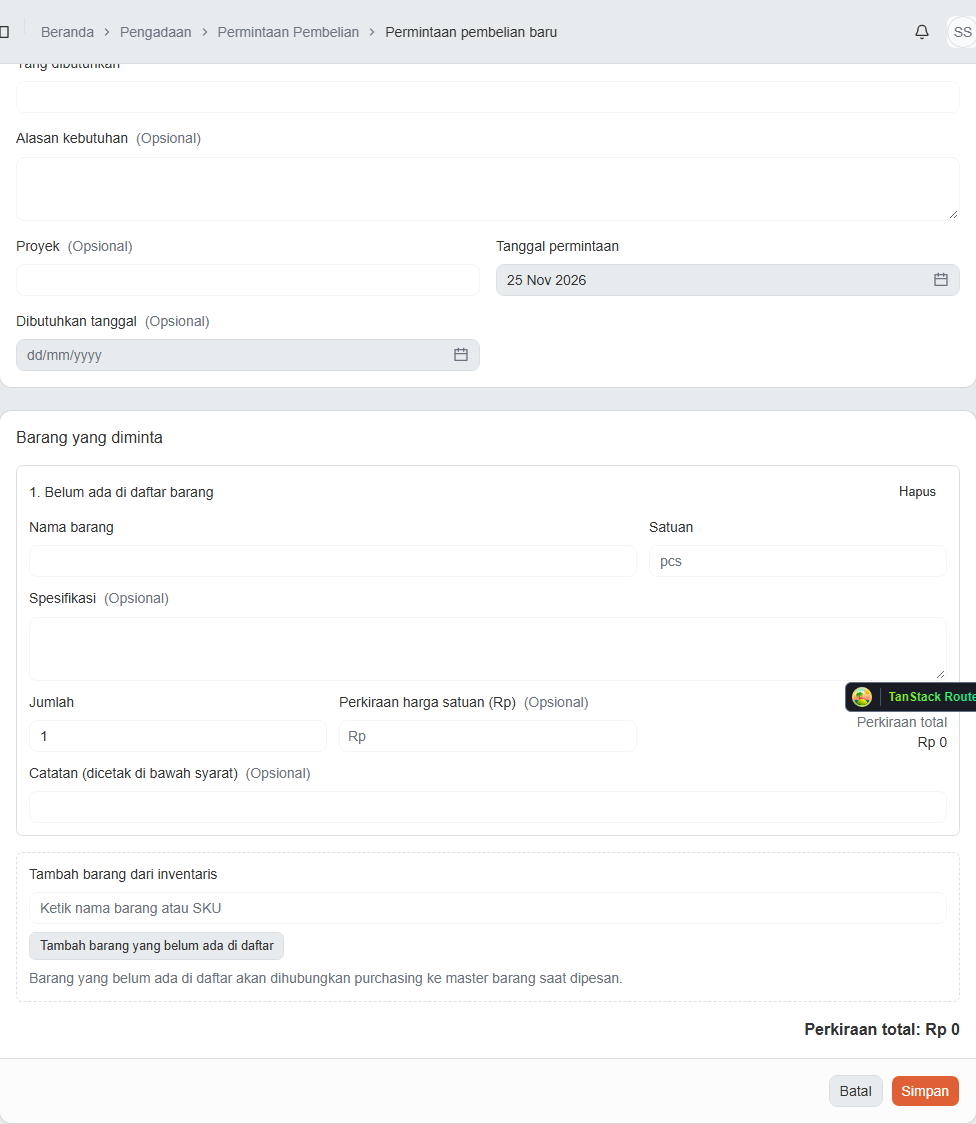 Beranda > Pengadaan > Permintaan Pembelian > Permintaan pembelian baru
SS
Yang dibutuhkan
Alasan kebutuhan (Opsional)
Proyek (Opsional)
Tanggal permintaan
25 Nov 2026
Dibutuhkan tanggal (Opsional)
dd/mm/yyyy
Barang yang diminta
1. Belum ada di daftar barang
Hapus
Nama barang
Satuan
pcs
Spesifikasi (Opsional)
TanStack Route
Jumlah
Perkiraan harga satuan (Rp) (Opsional)
Perkiraan total
1
Rp
Rp 0
Catatan (dicetak di bawah syarat) (Opsional)
Tambah barang dari inventaris
Ketik nama barang atau SKU
Tambah barang yang belum ada di daftar
Barang yang belum ada di daftar akan dihubungkan purchasing ke master barang saat dipesan.
Perkiraan total: Rp 0
Batal
Simpan